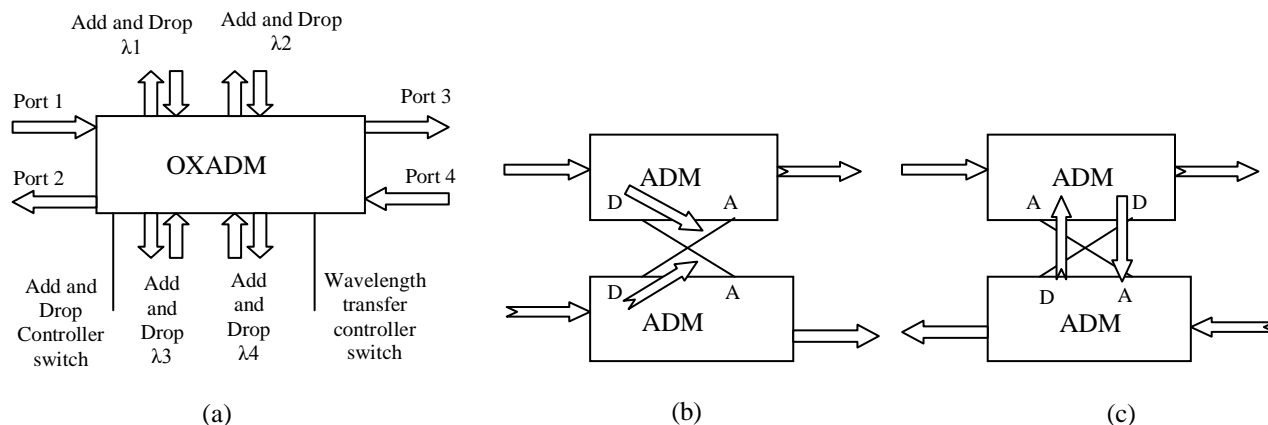 Add and Drop
λ1
Add and Drop
λ2
Port 1
Port 3
OXADM
Port 2
Port 4
Add and
Drop
Controller
switch
Add
and
Drop
λ3
Add
and
Drop
λ4
Wavelength
transfer
controller
switch
(a)
ADM
D
A
D
A
ADM
(b)
ADM
A
D
D
A
ADM
(c)